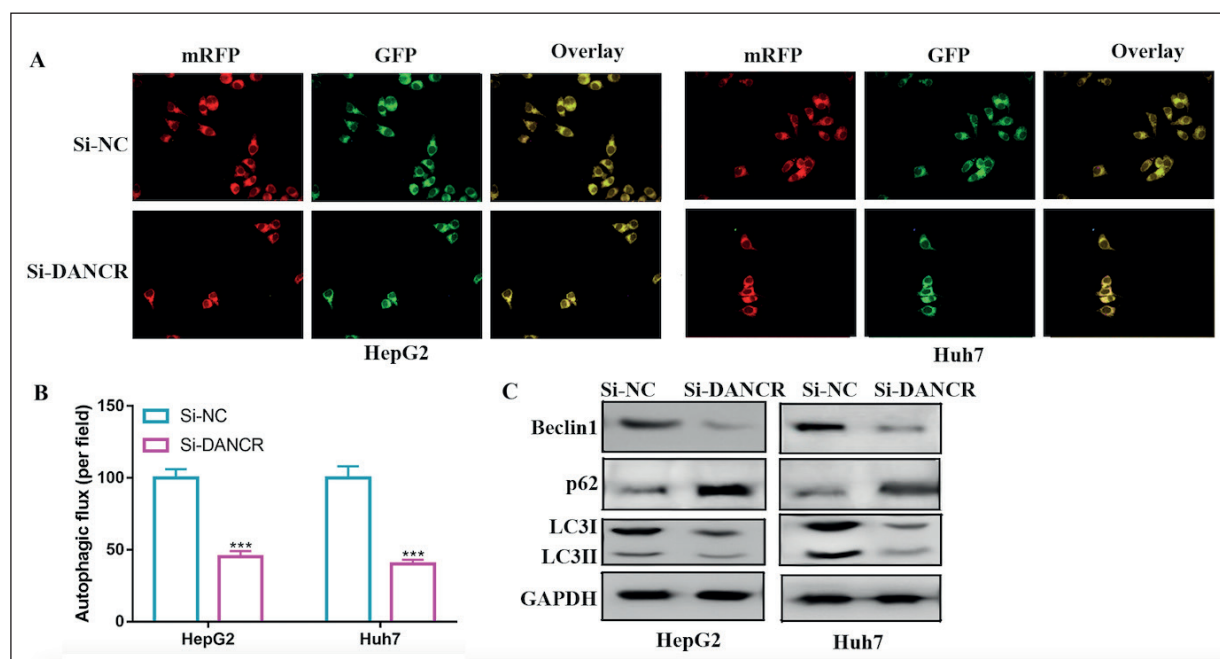 A
mRFP GFP Overlay mRFP GFP Overlay
Si-NC
Si-DANCR
HepG2 Huh7
B
150
100
50
0
Autophagic flux (per field)
Si-NC
Si-DANCR
***
***
HepG2 Huh7
C
Si-NC Si-DANCR Si-NC Si-DANCR
Beclin1
p62
LC3I
LC3II
GAPDH
HepG2 Huh7